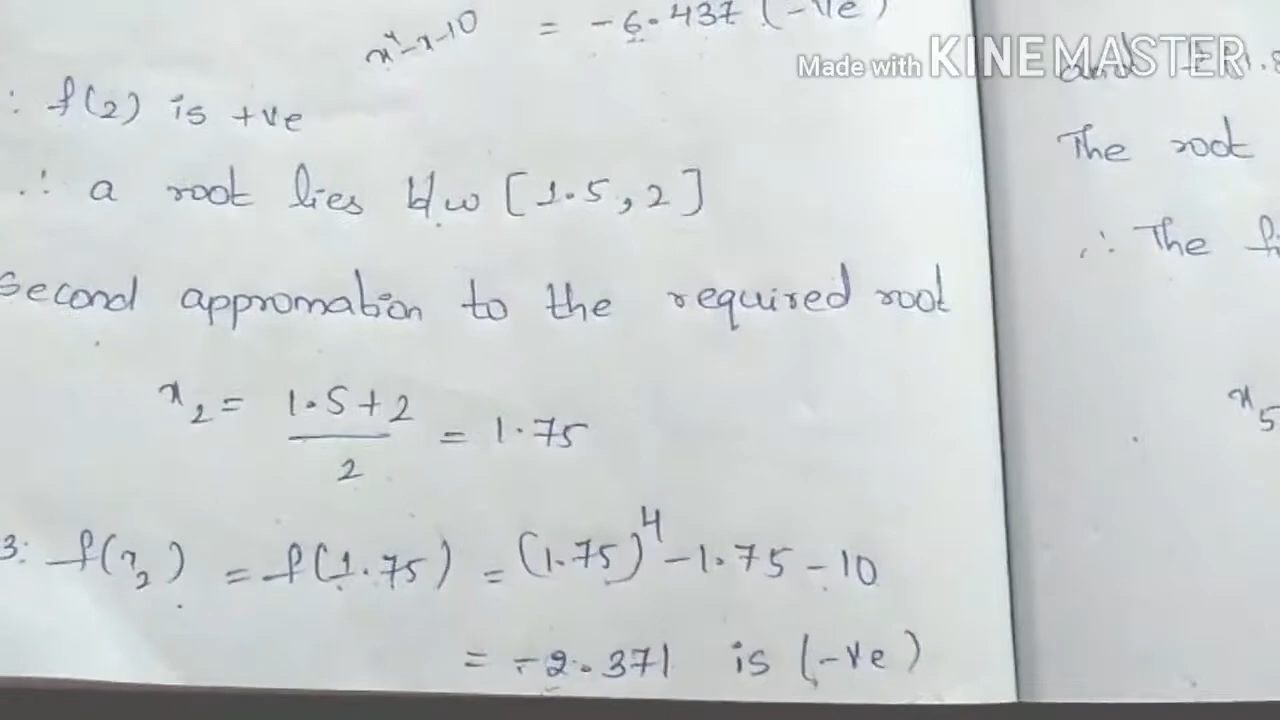 x⁴-x-10 = -6.437 (-ve)
∵ f(2) is +ve
∴ a root lies b/w [1.5, 2]
Second appromation to the required root
x₂ = 1.5+2 / 2 = 1.75
3: f(x₂) = f(1.75) = (1.75)⁴ - 1.75 - 10
= -2.371 is (-ve)
Made with KINEMASTER
and
The root
∴ The
x₅